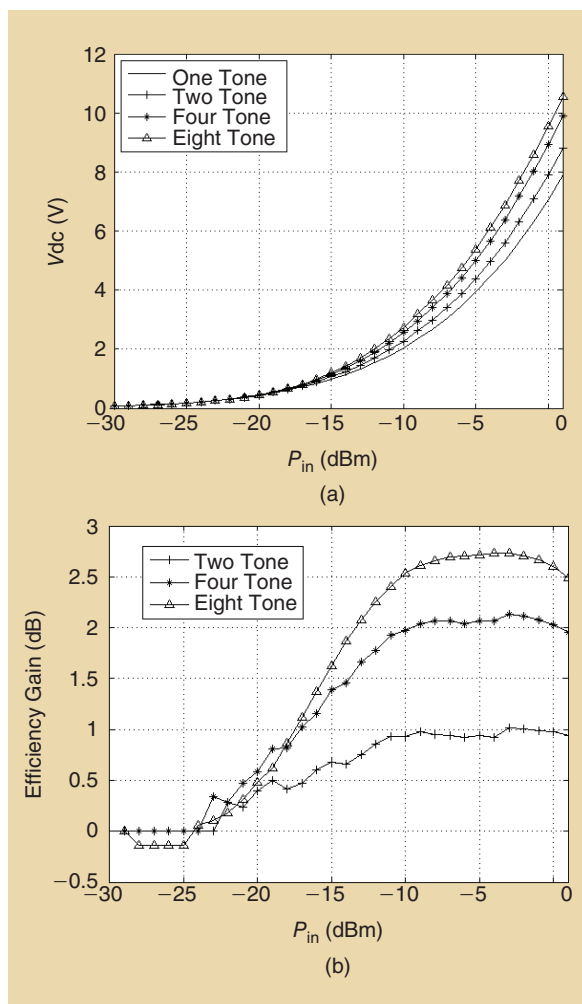 12
10
8
6
4
2
0
Vdc (V)
One Tone
Two Tone
Four Tone
Eight Tone
−30 −25 −20 −15 −10 −5 0
Pin (dBm)
(a)
3
2.5
2
1.5
1
0.5
0
−0.5
Efficiency Gain (dB)
Two Tone
Four Tone
Eight Tone
−30 −25 −20 −15 −10 −5 0
Pin (dBm)
(b)